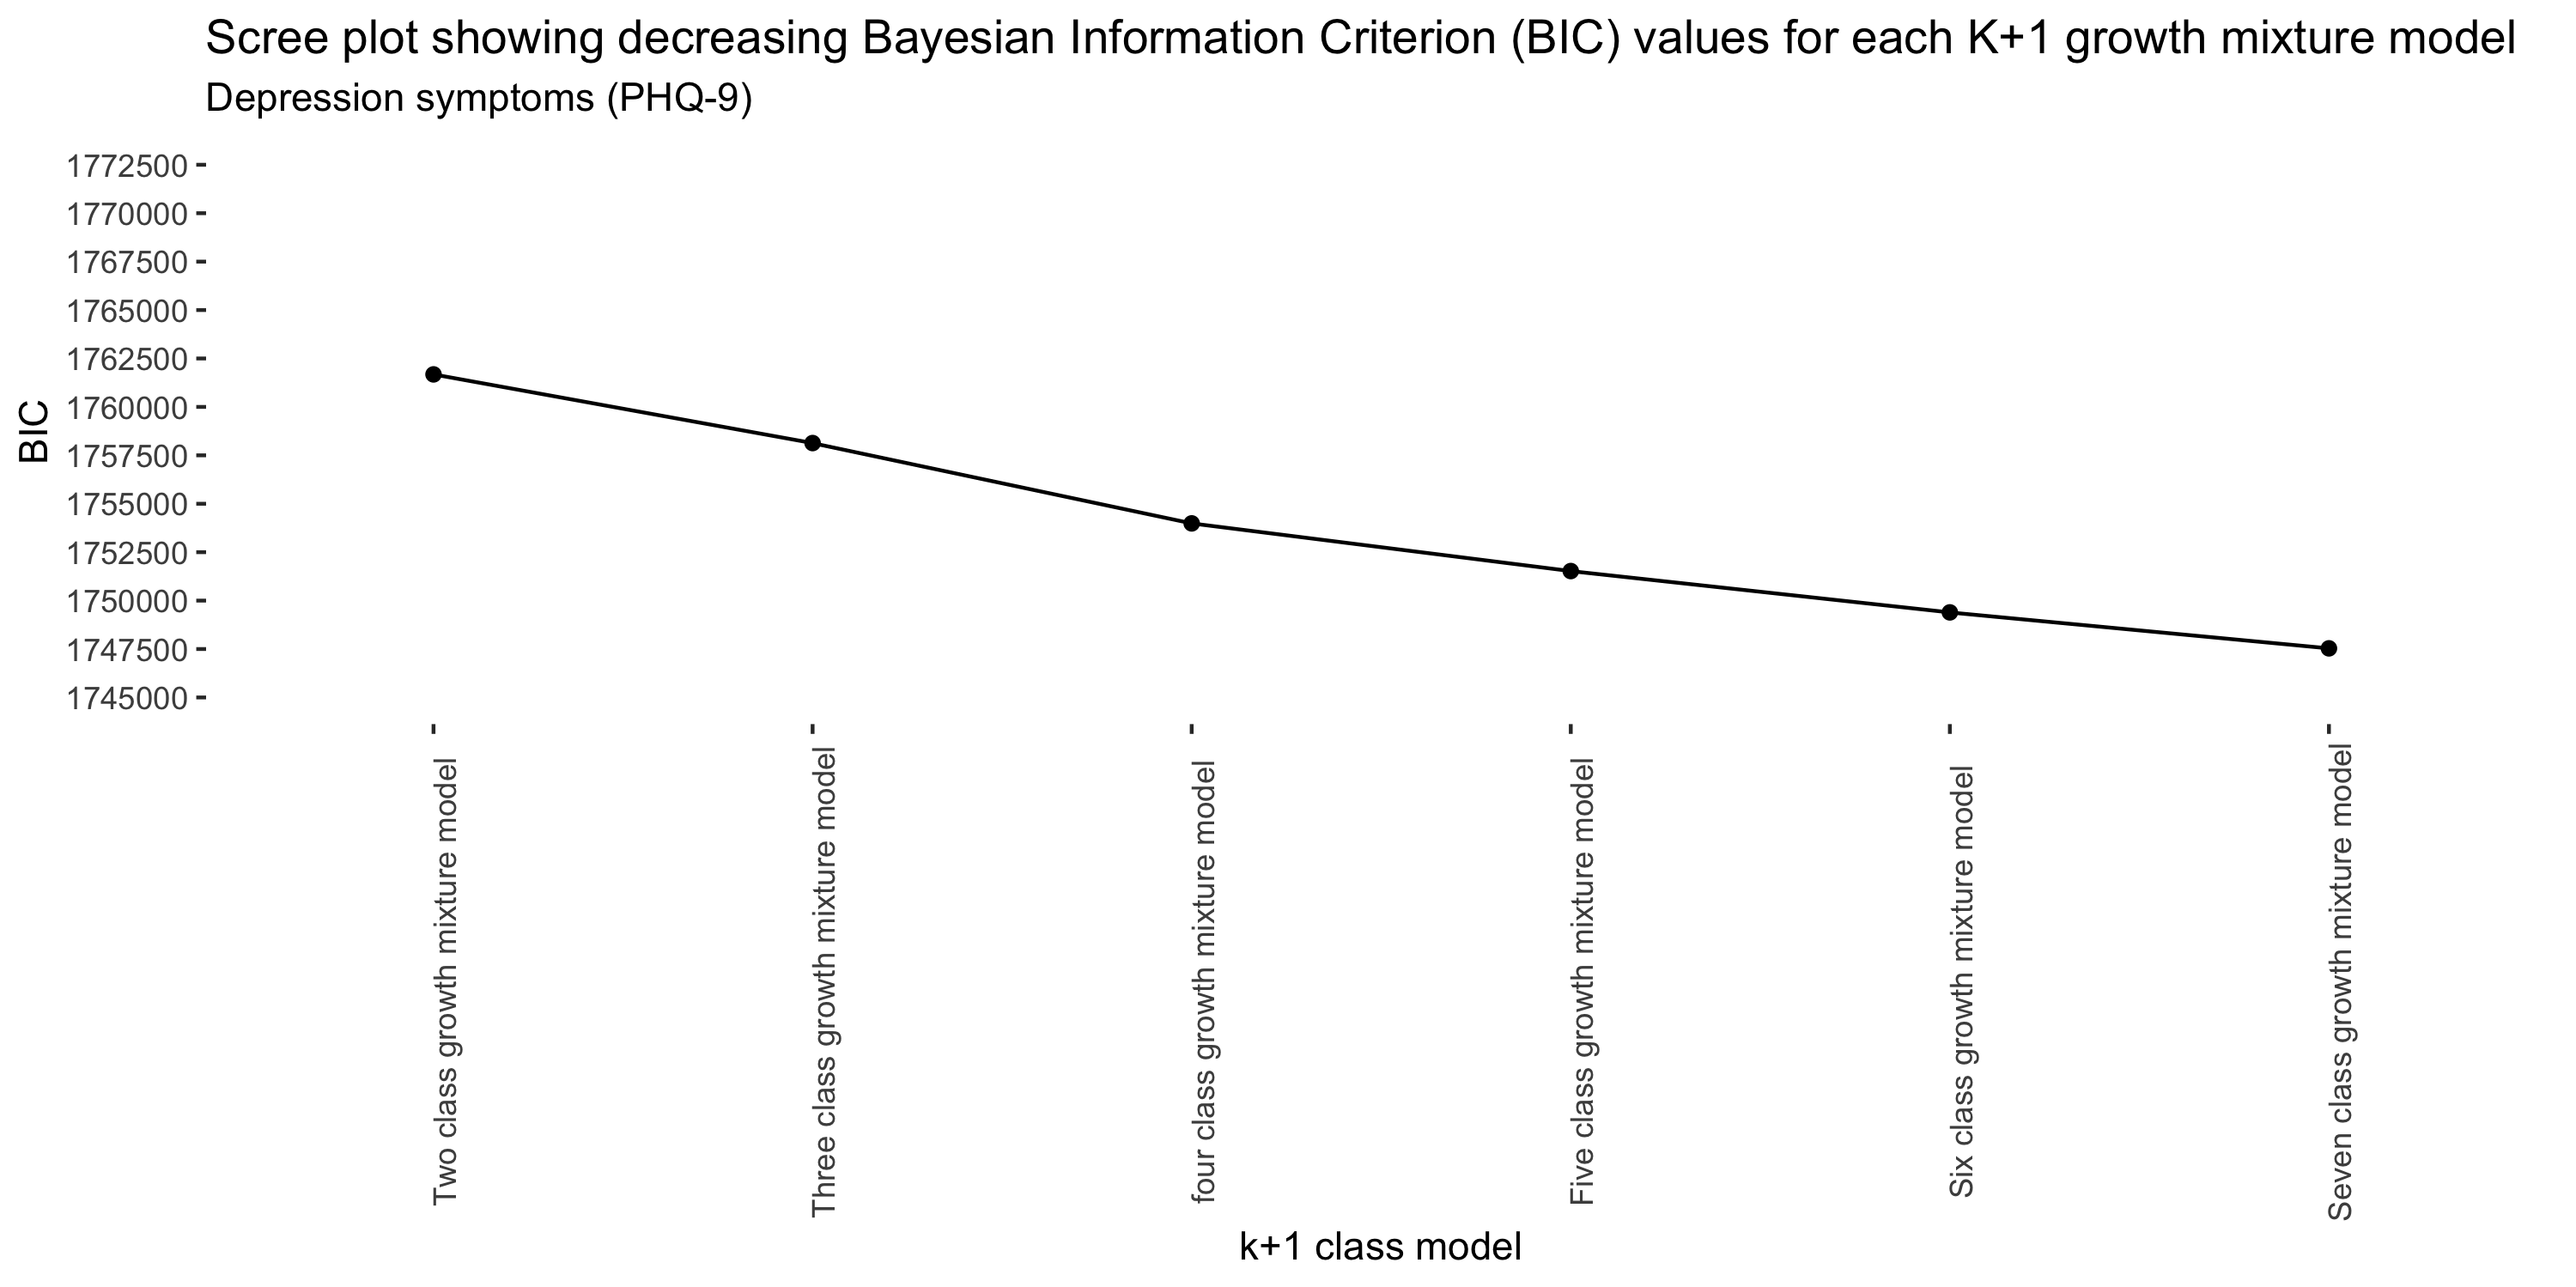 Scree plot showing decreasing Bayesian Information Criterion (BIC) values for each K+1 growth mixture model
Depression symptoms (PHQ-9)
BIC
1772500
1770000
1767500
1765000
1762500
1760000
1757500
1755000
1752500
1750000
1747500
1745000
Two class growth mixture model
Three class growth mixture model
four class growth mixture model
Five class growth mixture model
Six class growth mixture model
Seven class growth mixture model
k+1 class model